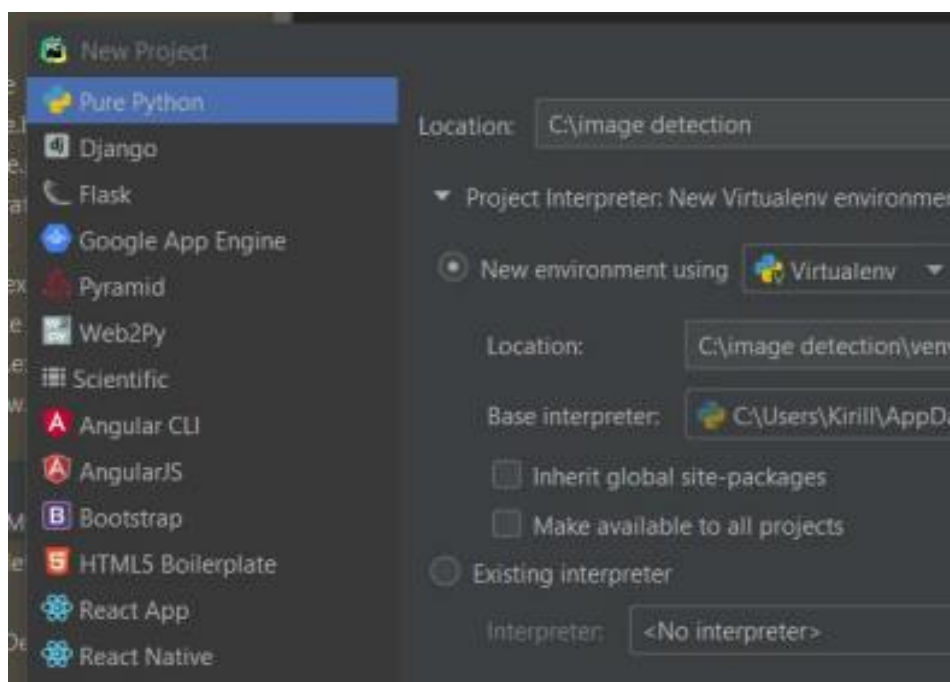 New Project
Pure Python
Django
Flask
Google App Engine
Pyramid
Web2Py
Scientific
Angular CLI
AngularJS
Bootstrap
HTML5 Boilerplate
React App
React Native
Location: C:\image detection
Project Interpreter: New Virtualenv environmen
New environment using Virtualenv
Location: C:\image detection\venv
Base interpreter: C:\Users\Kirill\AppDa
Inherit global site-packages
Make available to all projects
Existing interpreter
Interpreter: <No interpreter>